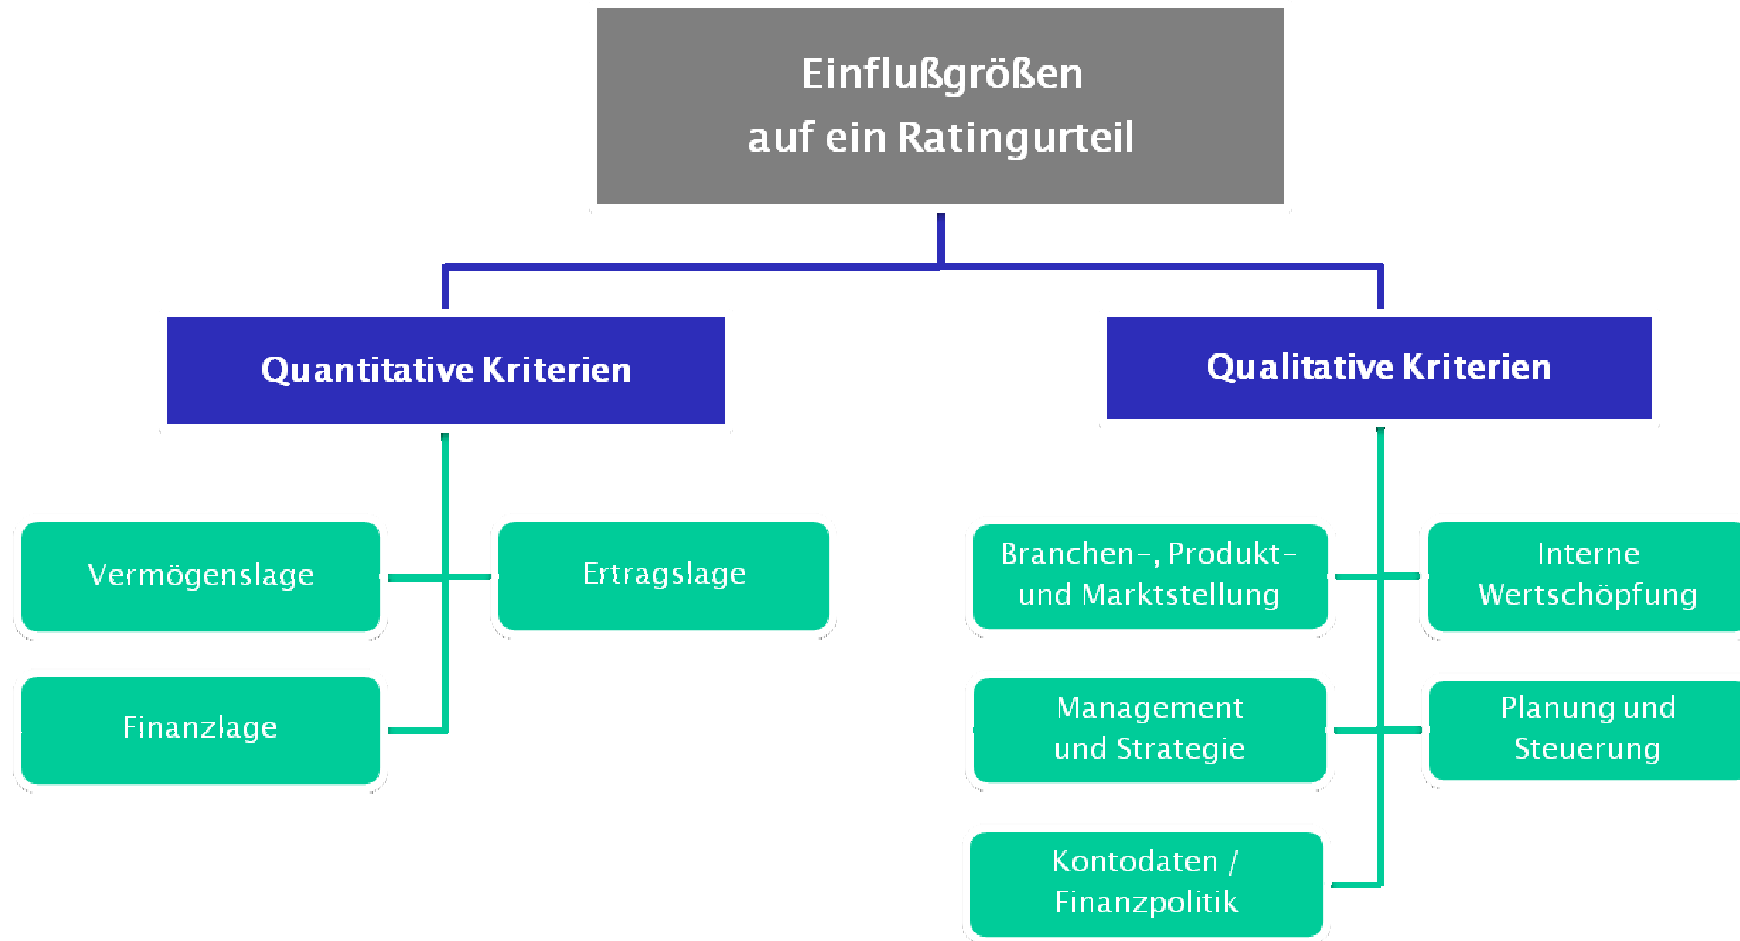 Einflußgrößen
auf ein Ratingurteil
Quantitative Kriterien
Qualitative Kriterien
Vermögenslage
Ertragslage
Finanzlage
Branchen-, Produkt-
und Marktstellung
Interne
Wertschöpfung
Management
und Strategie
Planung und
Steuerung
Kontodaten /
Finanzpolitik